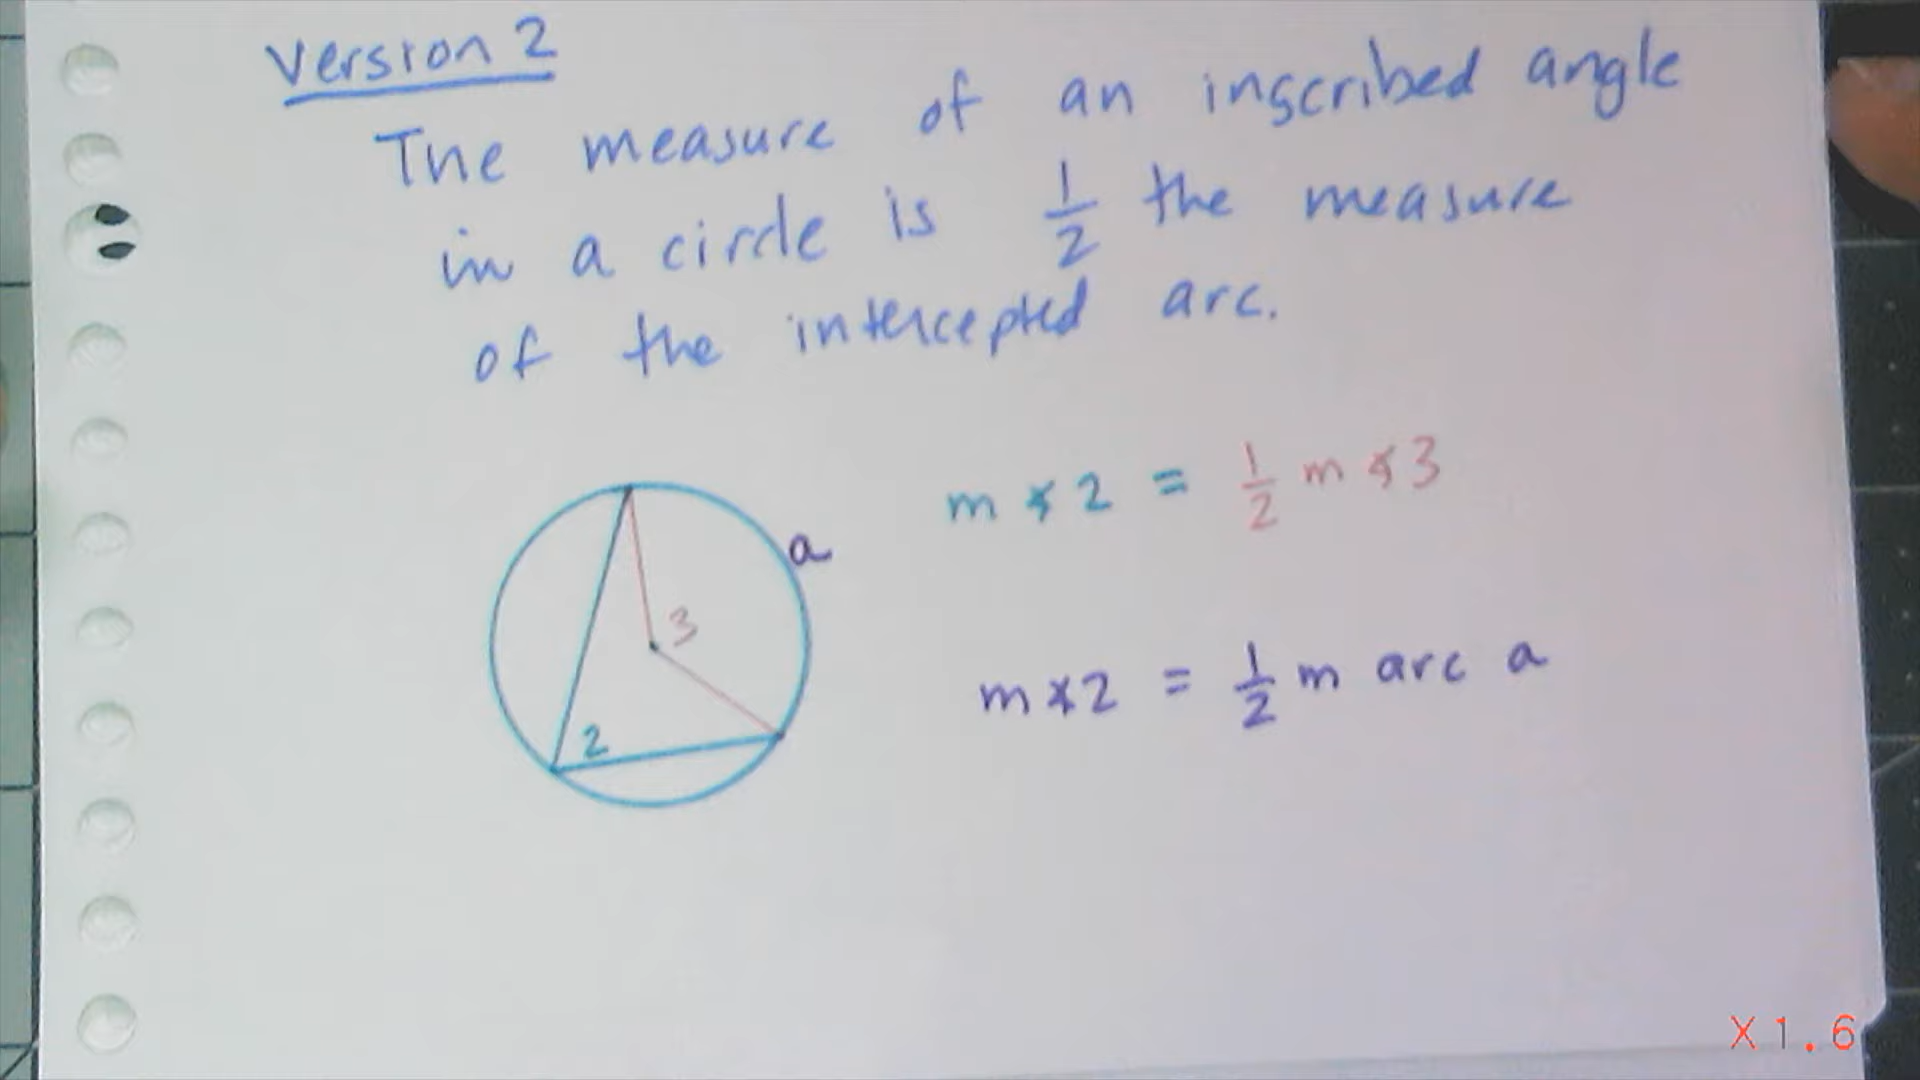 Version 2
The measure of an inscribed angle
in a circle is 1/2 the measure
of the intercepted arc.
m∡2 = 1/2 m∡3
a
3
m∡2 = 1/2 m arc a
2
X1.6